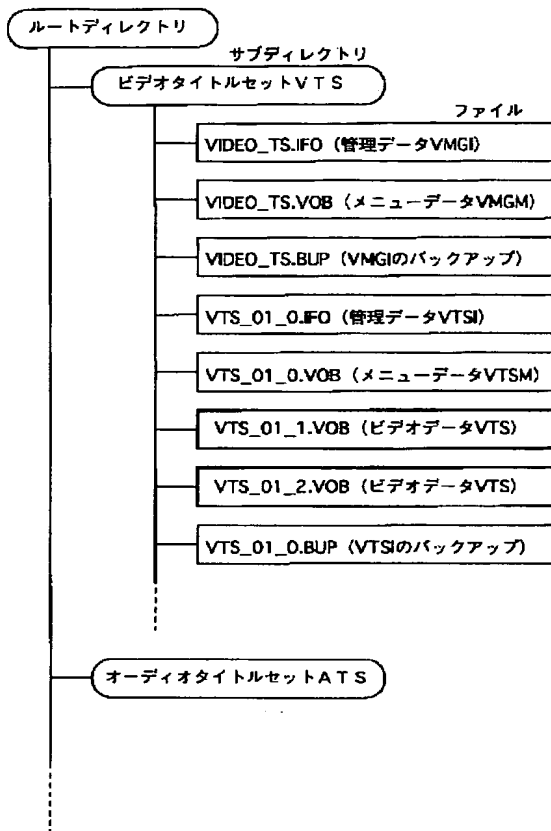 ルートディレクトリ
サブディレクトリ
ビデオタイトルセットVTS
ファイル
VIDEO_TS.IFO (管理データVMGI)
VIDEO_TS.VOB (メニューデータVMGM)
VIDEO_TS.BUP (VMGIのバックアップ)
VTS_01_0.IFO (管理データVTSI)
VTS_01_0.VOB (メニューデータVTSM)
VTS_01_1.VOB (ビデオデータVTS)
VTS_01_2.VOB (ビデオデータVTS)
VTS_01_0.BUP (VTSIのバックアップ)
オーディオタイトルセットATS